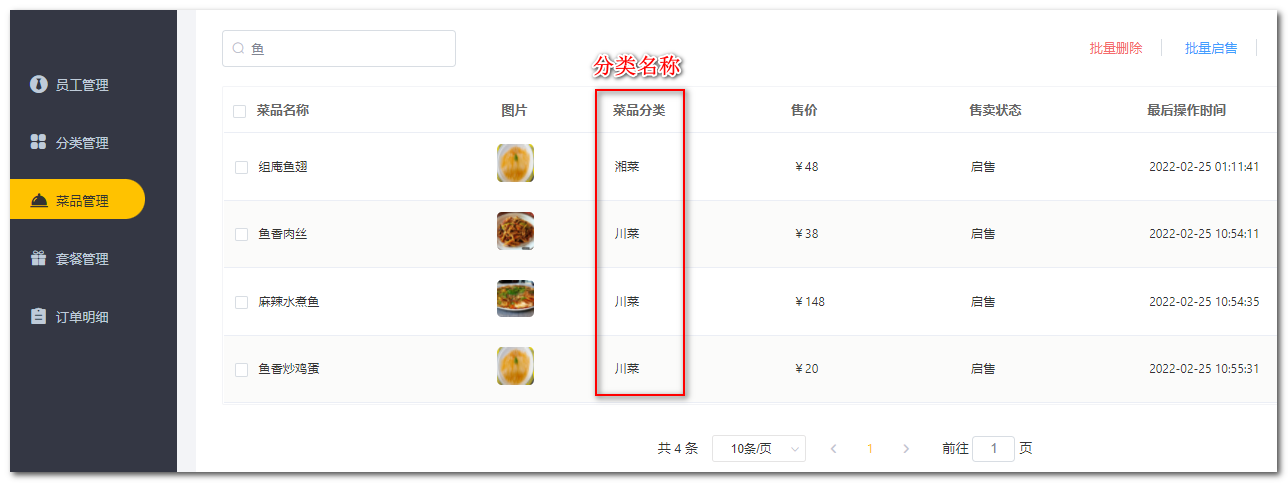 鱼
批量删除
批量启售
分类名称
员工管理
分类管理
菜品管理
套餐管理
订单明细
菜品名称 图片 菜品分类 售价 售卖状态 最后操作时间
组庵鱼翅 湘菜 ￥48 启售 2022-02-25 01:11:41
鱼香肉丝 川菜 ￥38 启售 2022-02-25 10:54:11
麻辣水煮鱼 川菜 ￥148 启售 2022-02-25 10:54:35
鱼香炒鸡蛋 川菜 ￥20 启售 2022-02-25 10:55:31
共 4 条 10条/页 1 前往 1 页